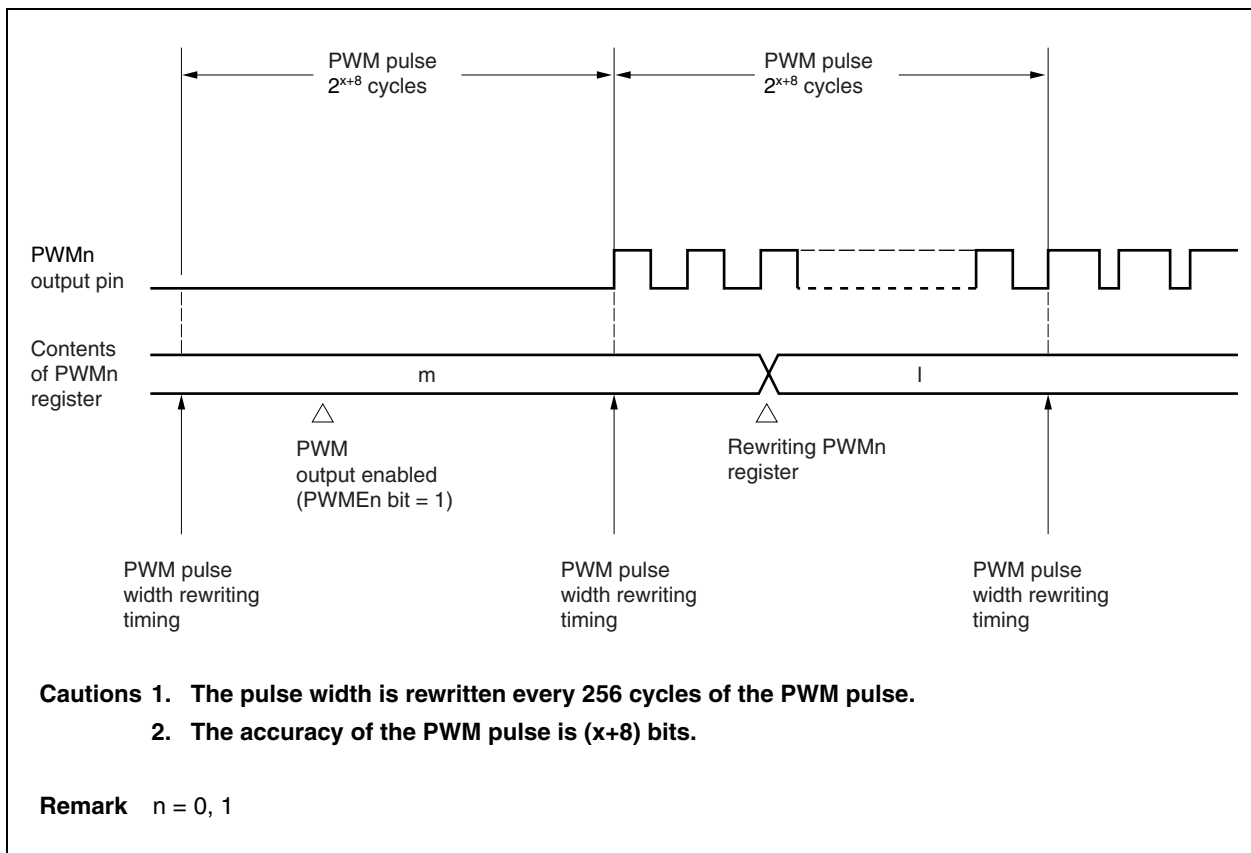 PWM pulse
2^{x+8} cycles
PWM pulse
2^{x+8} cycles
PWMn
output pin
Contents
of PWMn
register
m
l
PWM
output enabled
(PWMEn bit = 1)
Rewriting PWMn
register
PWM pulse
width rewriting
timing
PWM pulse
width rewriting
timing
PWM pulse
width rewriting
timing
Cautions 1. The pulse width is rewritten every 256 cycles of the PWM pulse.
2. The accuracy of the PWM pulse is (x+8) bits.
Remark n = 0, 1